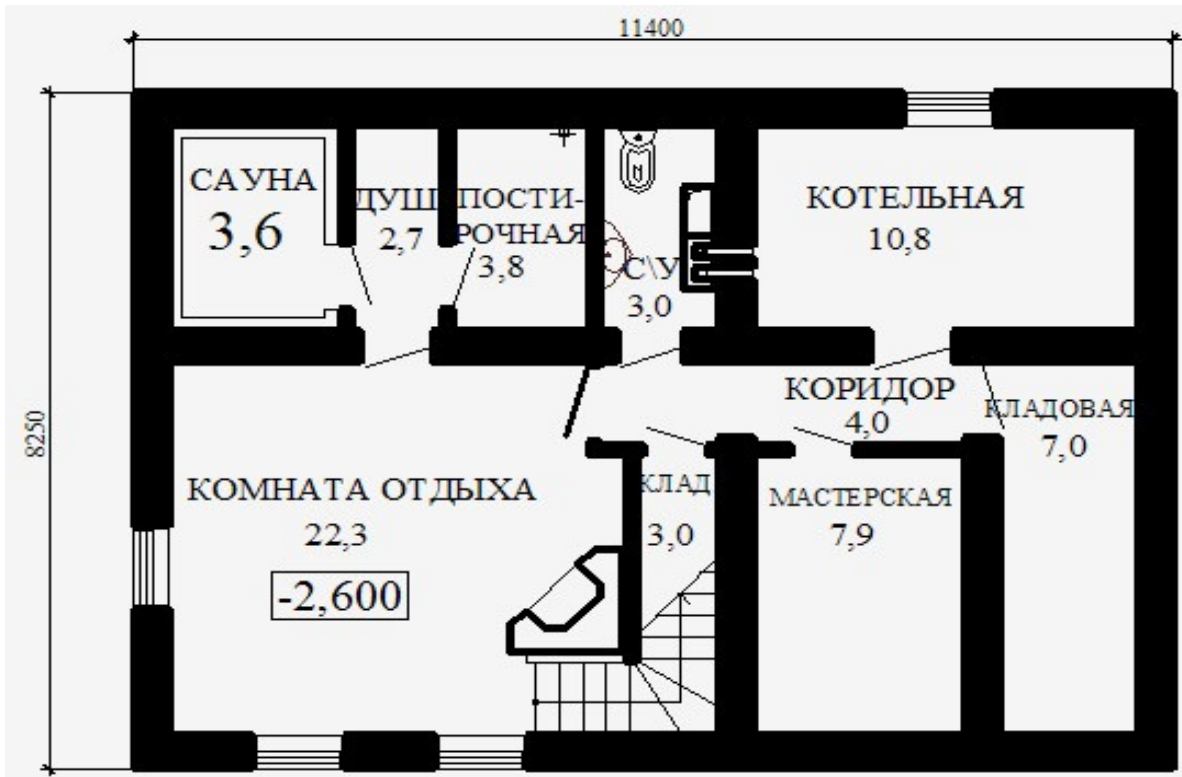 11400
8250
САУНА
3,6
ДУШ
2,7
ПОСТИ-
РОЧНАЯ
3,8
С\У
3,0
КОТЕЛЬНАЯ
10,8
КОРИДОР
4,0
КЛАДОВАЯ
7,0
КОМНАТА ОТДЫХА
22,3
-2,600
КЛАД
3,0
МАСТЕРСКАЯ
7,9